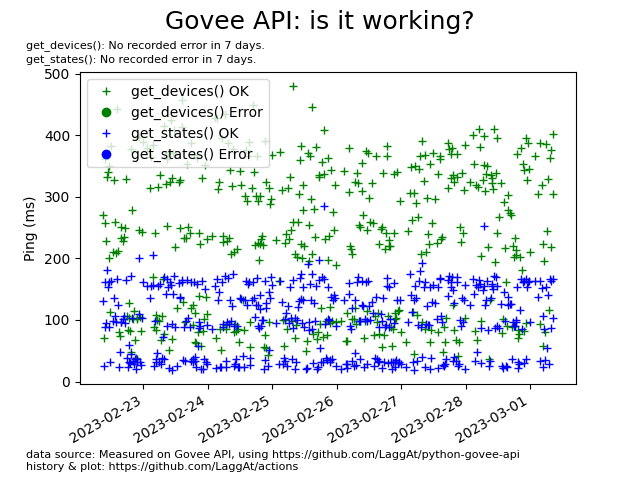 Govee API: is it working?
get_devices(): No recorded error in 7 days.
get_states(): No recorded error in 7 days.
500
400
300
200
100
0
Ping (ms)
get_devices() OK
get_devices() Error
get_states() OK
get_states() Error
2023-02-23
2023-02-24
2023-02-25
2023-02-26
2023-02-27
2023-02-28
2023-03-01
data source: Measured on Govee API, using https://github.com/LaggAt/python-govee-api
history & plot: https://github.com/LaggAt/actions